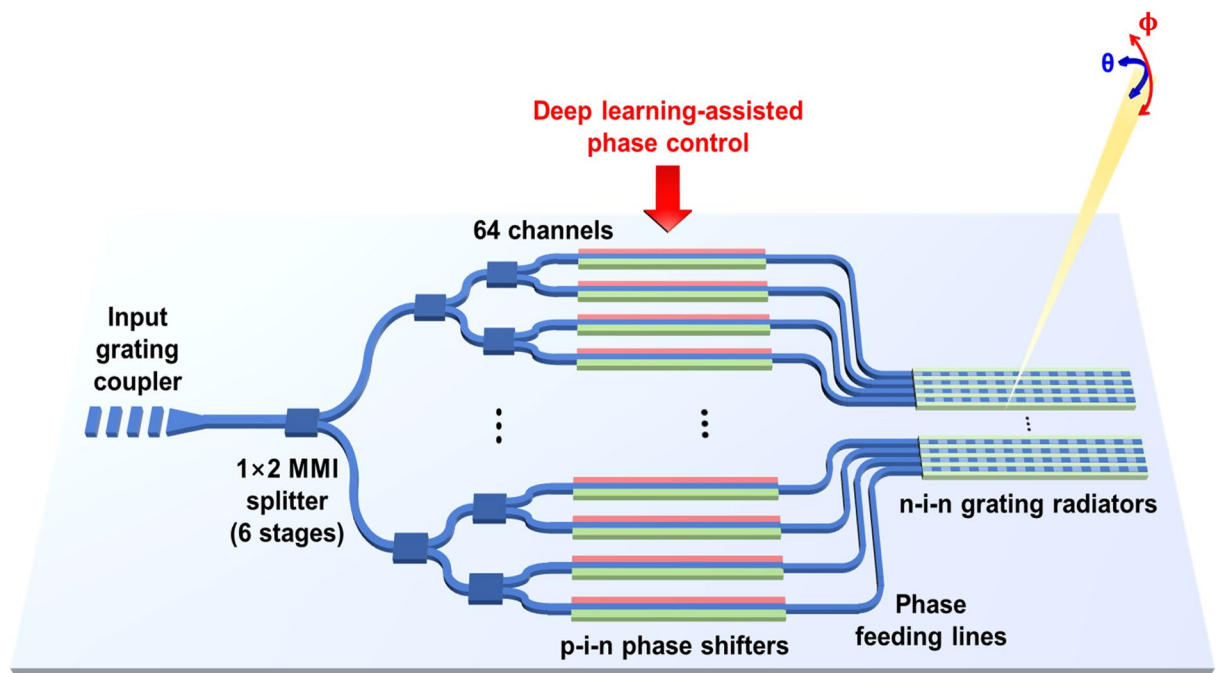 ϕ
θ
Deep learning-assisted
phase control
64 channels
Input
grating
coupler
1×2 MMI
splitter
(6 stages)
n-i-n grating radiators
Phase
feeding lines
p-i-n phase shifters